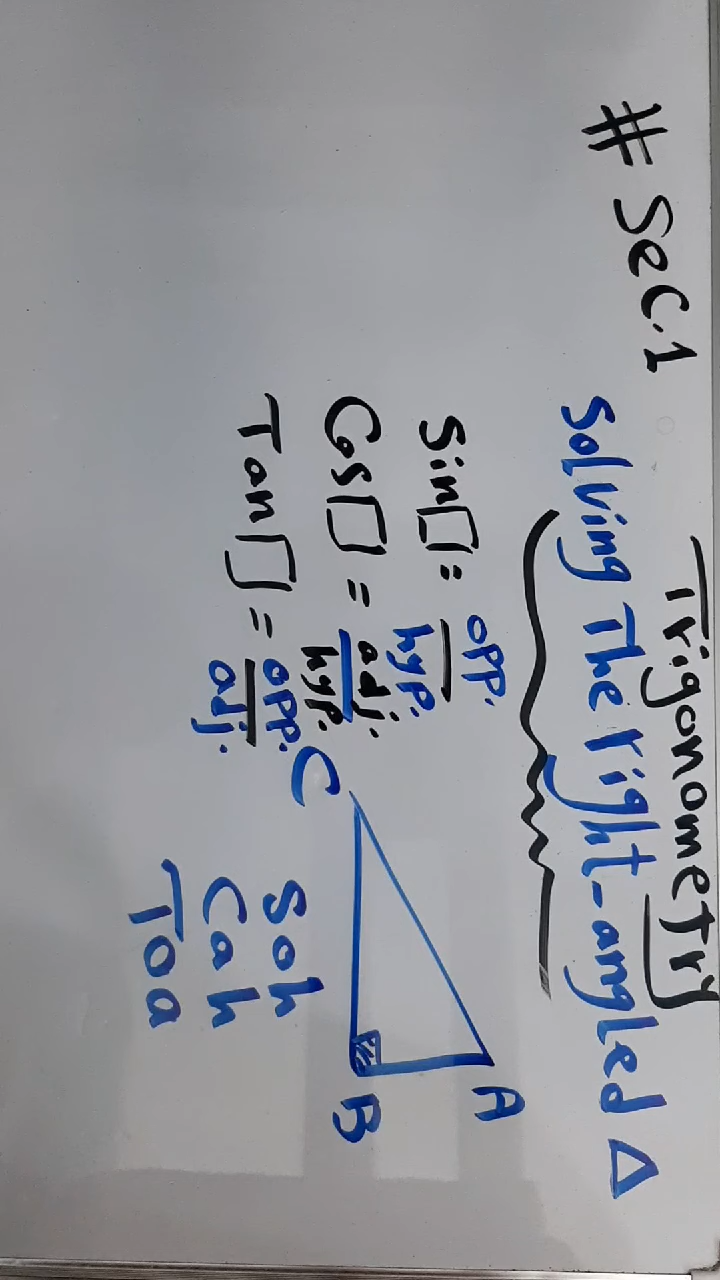 # Sec.1
Trigonometry
Solving The right-angled △
Sin□ = opp. / hyp.
Cos□ = adj. / hyp.
Tan□ = opp. / adj.
A
C
B
Soh
Cah
Toa